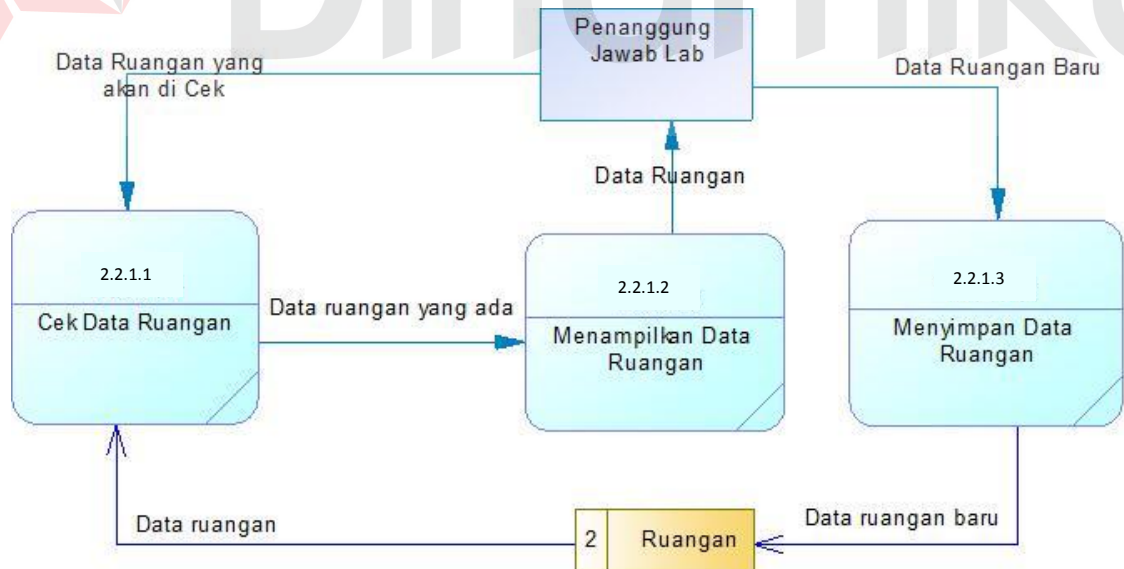 Dinamika
Penanggung
Jawab Lab
Data Ruangan yang
akan di Cek
Data Ruangan Baru
Data Ruangan
2.2.1.1
Cek Data Ruangan
Data ruangan yang ada
2.2.1.2
Menampilkan Data
Ruangan
2.2.1.3
Menyimpan Data
Ruangan
Data ruangan
2 Ruangan
Data ruangan baru